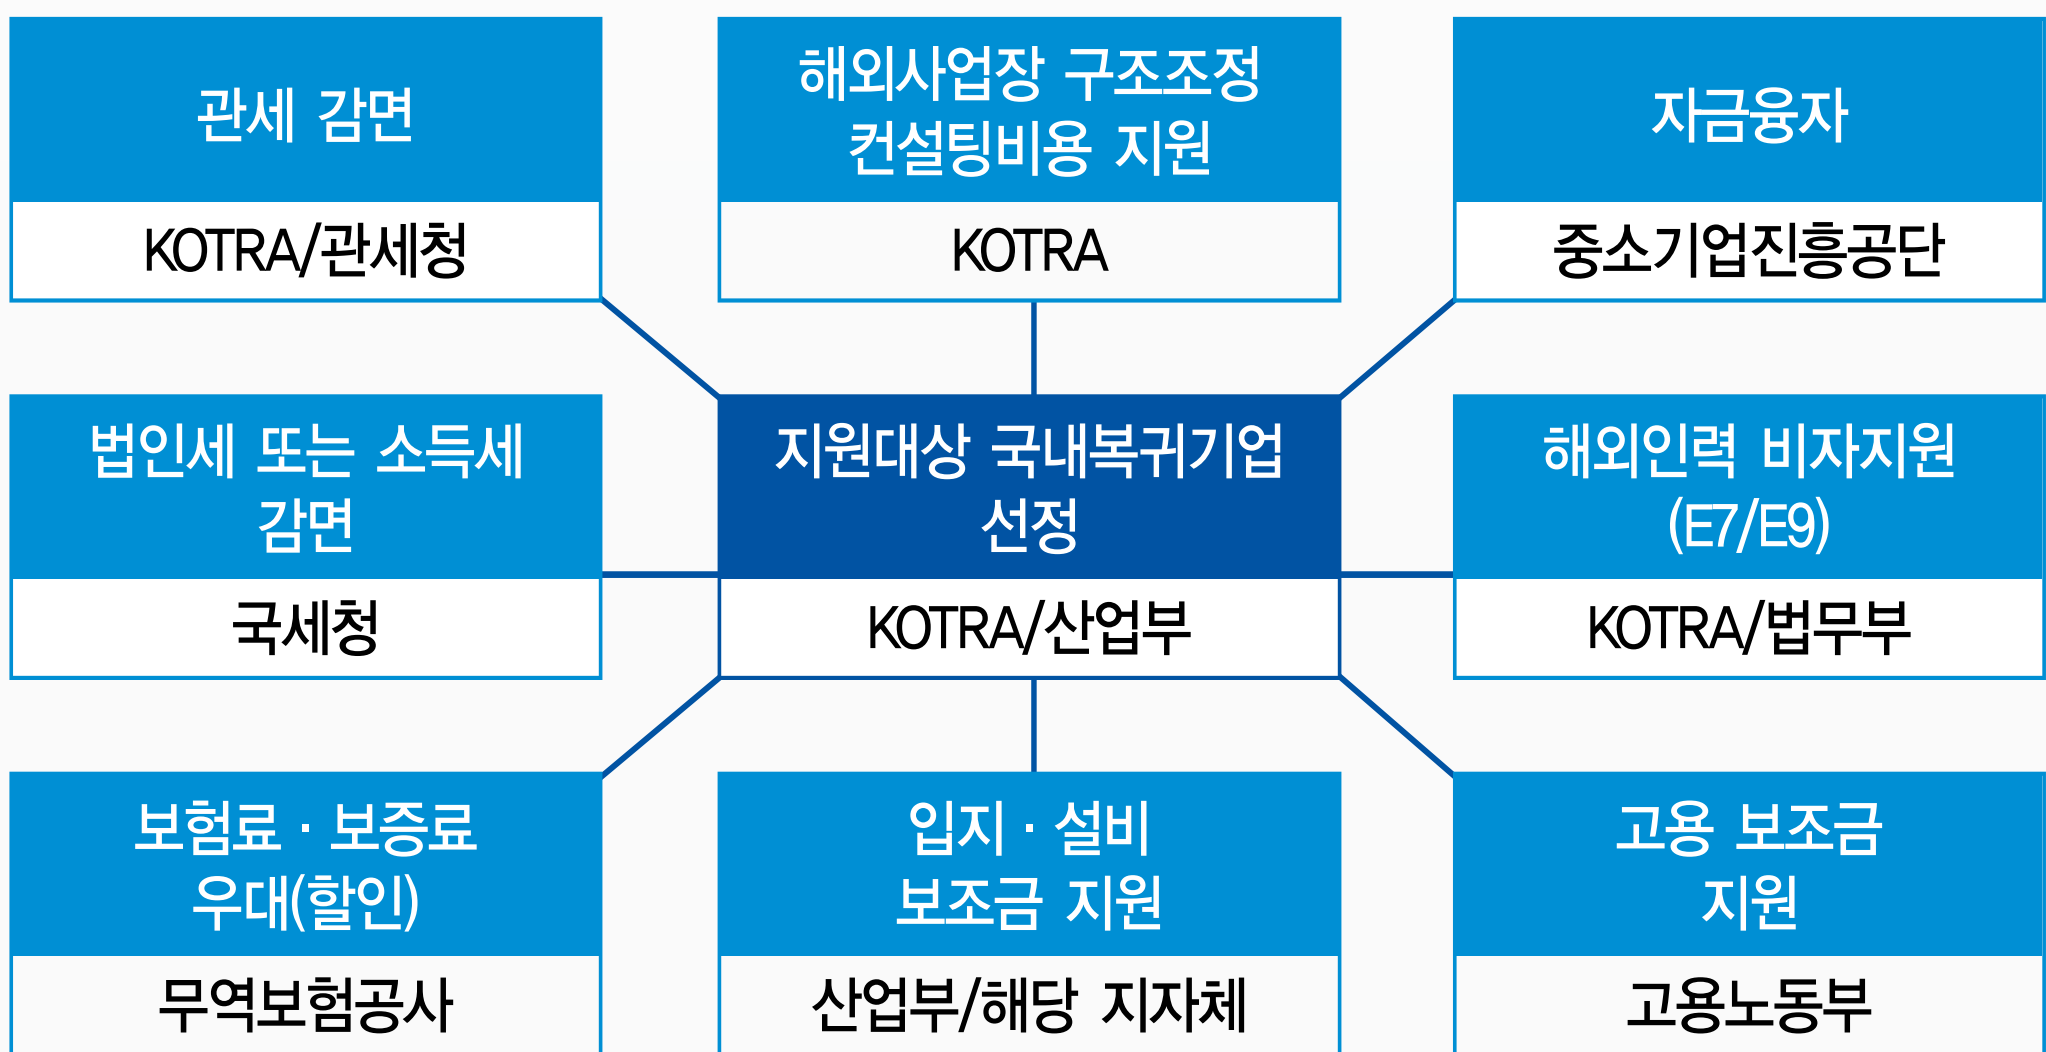 관세 감면
KOTRA/관세청
해외사업장 구조조정
컨설팅비용 지원
KOTRA
자금융자
중소기업진흥공단
법인세 또는 소득세
감면
국세청
지원대상 국내복귀기업
선정
KOTRA/산업부
해외인력 비자지원
(E7/E9)
KOTRA/법무부
보험료 · 보증료
우대(할인)
무역보험공사
입지 · 설비
보조금 지원
산업부/해당 지자체
고용 보조금
지원
고용노동부